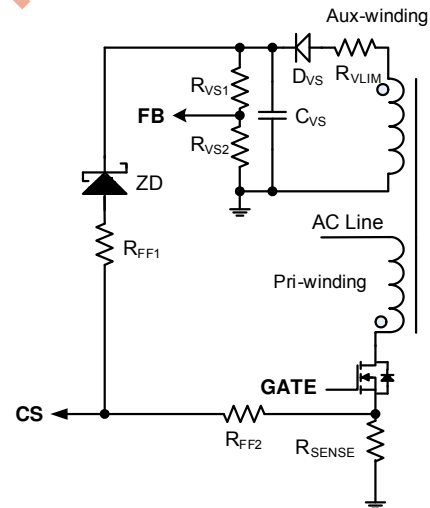 Aux-winding
D_VS
R_VLIM
R_VS1
C_VS
FB
R_VS2
ZD
AC Line
R_FF1
Pri-winding
GATE
CS
R_FF2
R_SENSE